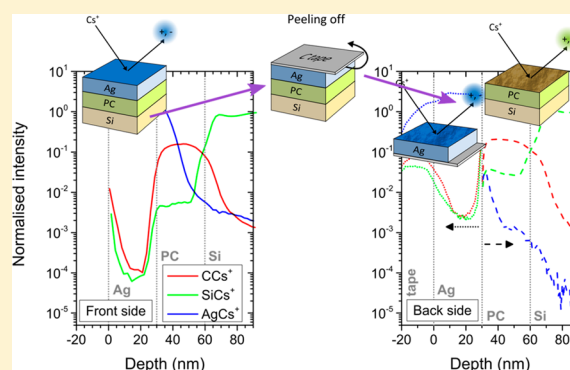 Peeling off
Cs⁺
+,-
Ag
PC
Si
C tape
Ag
PC
Si
Cs⁺
PC
Si
Ag
Normalised intensity
10¹
10⁰
10⁻¹
10⁻²
10⁻³
10⁻⁴
10⁻⁵
Ag
PC
Si
Front side
CCs⁺
SiCs⁺
AgCs⁺
-20 0 20 40 60 80
Depth (nm)
10¹
10⁰
10⁻¹
10⁻²
10⁻³
10⁻⁴
10⁻⁵
tape
Ag
PC
Si
Back side
-20 0 20 40 60 80
Depth (nm)